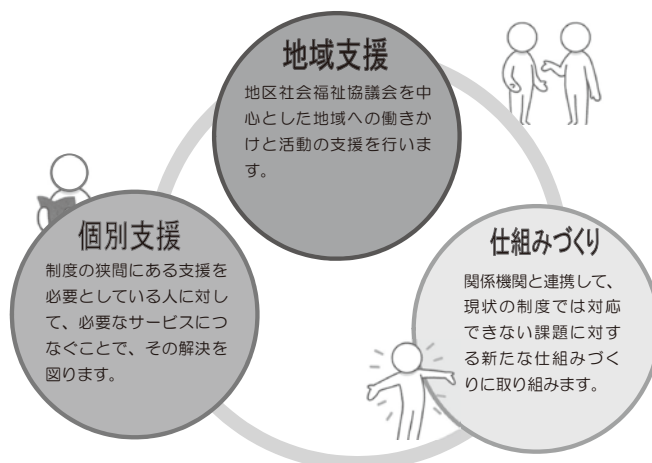 地域支援
地区社会福祉協議会を中
心とした地域への働きか
けと活動の支援を行いま
す。
個別支援
制度の狭間にある支援を
必要としている人に対し
て、必要なサービスにつ
なぐことで、その解決を
図ります。
仕組みづくり
関係機関と連携して、
現状の制度では対応
できない課題に対す
る新たな仕組みづく
りに取り組みます。